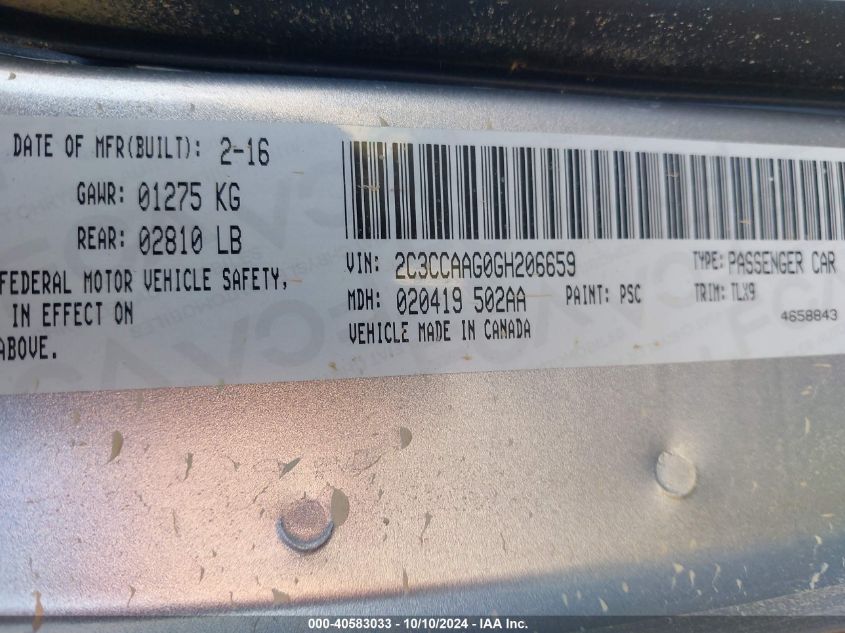 DATE OF MFR(BUILT): 2-16
GAWR: 01275 KG
REAR: 02810 LB
FEDERAL MOTOR VEHICLE SAFETY,
IN EFFECT ON
ABOVE.
VIN: 2C3CCAAG0GH206659 TYPE: PASSENGER CAR
MDH: 020419 502AA PAINT: PSC TRIM: TLX9
VEHICLE MADE IN CANADA 4658843
000-40583033 - 10/10/2024 - IAA Inc.